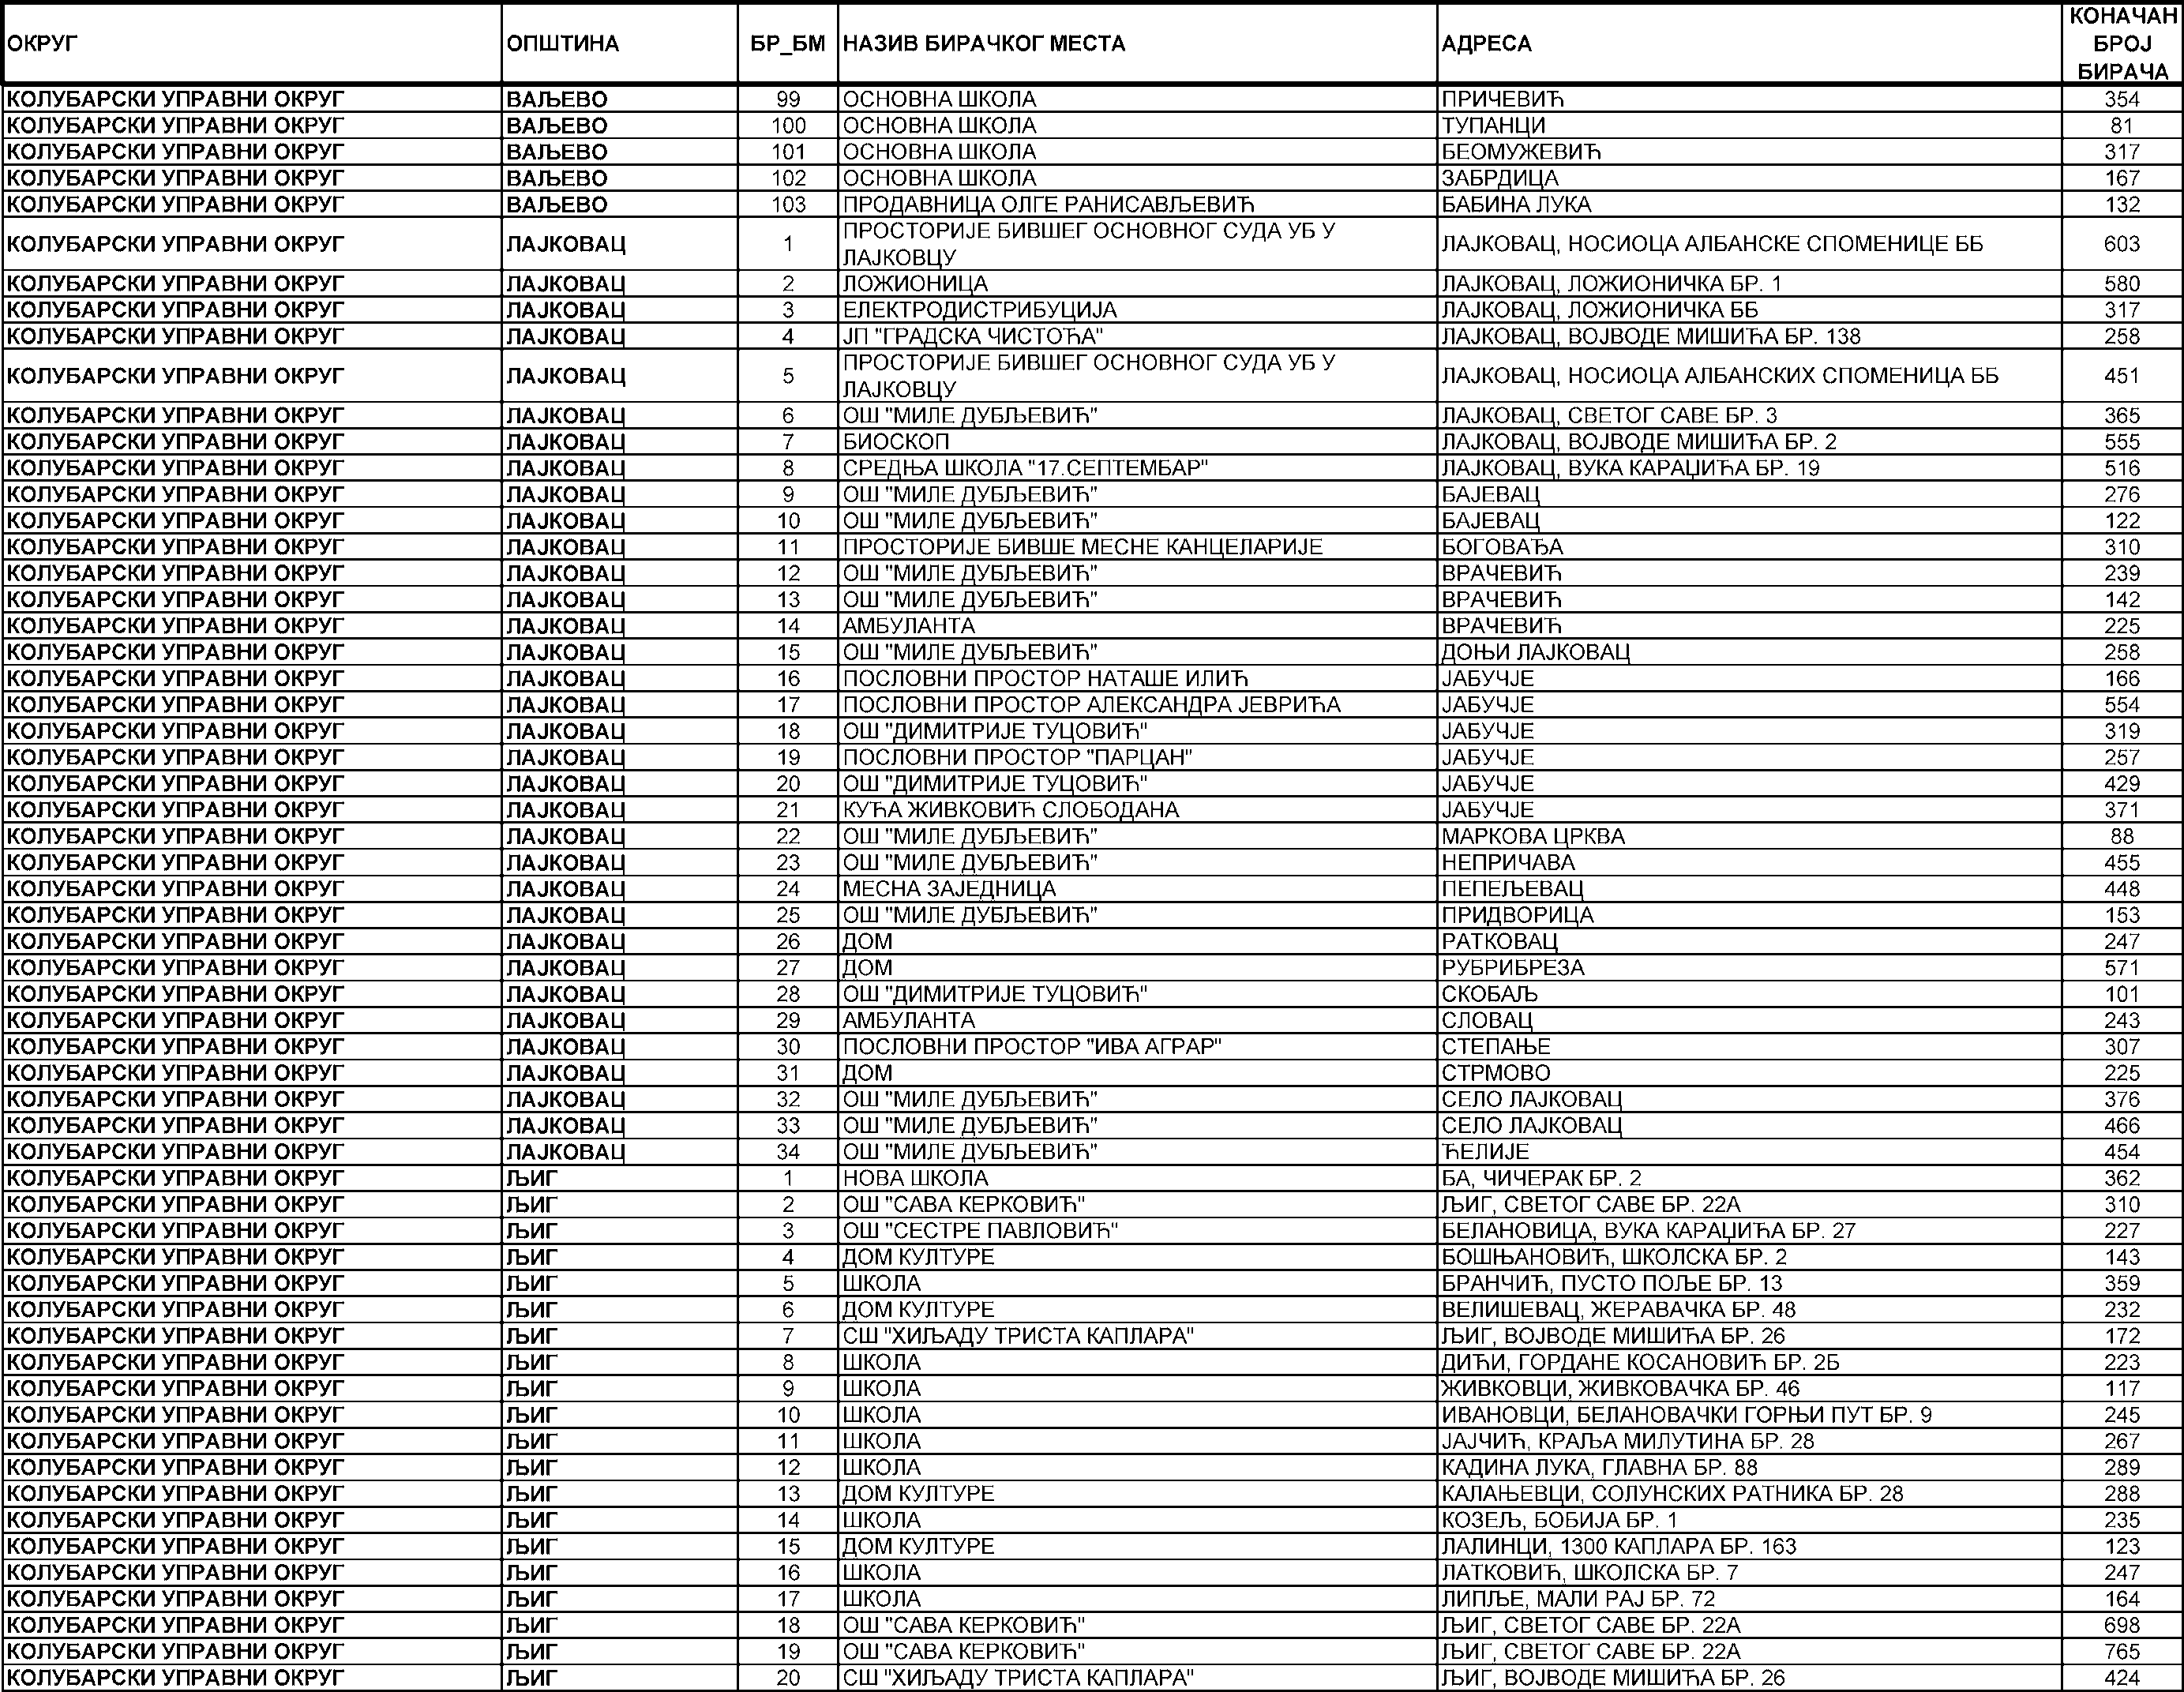 ОКРУГ ОПШТИНА БР_БМ НАЗИВ БИРАЧКОГ МЕСТА АДРЕСА КОНАЧАН БРОЈ БИРАЧА
КОЛУБАРСКИ УПРАВНИ ОКРУГ ВАЉЕВО 99 ОСНОВНА ШКОЛА ПРИЧЕВИЋ 354
КОЛУБАРСКИ УПРАВНИ ОКРУГ ВАЉЕВО 100 ОСНОВНА ШКОЛА ТУПАНЦИ 81
КОЛУБАРСКИ УПРАВНИ ОКРУГ ВАЉЕВО 101 ОСНОВНА ШКОЛА БЕОМУЖЕВИЋ 317
КОЛУБАРСКИ УПРАВНИ ОКРУГ ВАЉЕВО 102 ОСНОВНА ШКОЛА ЗАБРДИЦА 167
КОЛУБАРСКИ УПРАВНИ ОКРУГ ВАЉЕВО 103 ПРОДАВНИЦА ОЛГЕ РАНИСАВЉЕВИЋ БАБИНА ЛУКА 132
КОЛУБАРСКИ УПРАВНИ ОКРУГ ЛАЈКОВАЦ 1 ПРОСТОРИЈЕ БИВШЕГ ОСНОВНОГ СУДА УБ У ЛАЈКОВЦУ ЛАЈКОВАЦ, НОСИОЦА АЛБАНСКЕ СПОМЕНИЦЕ ББ 603
КОЛУБАРСКИ УПРАВНИ ОКРУГ ЛАЈКОВАЦ 2 ЛОЖИОНИЦА ЛАЈКОВАЦ, ЛОЖИОНИЧКА БР. 1 580
КОЛУБАРСКИ УПРАВНИ ОКРУГ ЛАЈКОВАЦ 3 ЕЛЕКТРОДИСТРИБУЦИЈА ЛАЈКОВАЦ, ЛОЖИОНИЧКА ББ 317
КОЛУБАРСКИ УПРАВНИ ОКРУГ ЛАЈКОВАЦ 4 ЈП "ГРАДСКА ЧИСТОЋА" ЛАЈКОВАЦ, ВОЈВОДЕ МИШИЋА БР. 138 258
КОЛУБАРСКИ УПРАВНИ ОКРУГ ЛАЈКОВАЦ 5 ПРОСТОРИЈЕ БИВШЕГ ОСНОВНОГ СУДА УБ У ЛАЈКОВЦУ ЛАЈКОВАЦ, НОСИОЦА АЛБАНСКИХ СПОМЕНИЦА ББ 451
КОЛУБАРСКИ УПРАВНИ ОКРУГ ЛАЈКОВАЦ 6 ОШ "МИЛЕ ДУБЉЕВИЋ" ЛАЈКОВАЦ, СВЕТОГ САВЕ БР. 3 365
КОЛУБАРСКИ УПРАВНИ ОКРУГ ЛАЈКОВАЦ 7 БИОСКОП ЛАЈКОВАЦ, ВОЈВОДЕ МИШИЋА БР. 2 555
КОЛУБАРСКИ УПРАВНИ ОКРУГ ЛАЈКОВАЦ 8 СРЕДЊА ШКОЛА "17.СЕПТЕМБАР" ЛАЈКОВАЦ, ВУКА КАРАЏИЋА БР. 19 516
КОЛУБАРСКИ УПРАВНИ ОКРУГ ЛАЈКОВАЦ 9 ОШ "МИЛЕ ДУБЉЕВИЋ" БАЈЕВАЦ 276
КОЛУБАРСКИ УПРАВНИ ОКРУГ ЛАЈКОВАЦ 10 ОШ "МИЛЕ ДУБЉЕВИЋ" БАЈЕВАЦ 122
КОЛУБАРСКИ УПРАВНИ ОКРУГ ЛАЈКОВАЦ 11 ПРОСТОРИЈЕ БИВШЕ МЕСНЕ КАНЦЕЛАРИЈЕ БОГОВАЂА 310
КОЛУБАРСКИ УПРАВНИ ОКРУГ ЛАЈКОВАЦ 12 ОШ "МИЛЕ ДУБЉЕВИЋ" ВРАЧЕВИЋ 239
КОЛУБАРСКИ УПРАВНИ ОКРУГ ЛАЈКОВАЦ 13 ОШ "МИЛЕ ДУБЉЕВИЋ" ВРАЧЕВИЋ 142
КОЛУБАРСКИ УПРАВНИ ОКРУГ ЛАЈКОВАЦ 14 АМБУЛАНТА ВРАЧЕВИЋ 225
КОЛУБАРСКИ УПРАВНИ ОКРУГ ЛАЈКОВАЦ 15 ОШ "МИЛЕ ДУБЉЕВИЋ" ДОЊИ ЛАЈКОВАЦ 258
КОЛУБАРСКИ УПРАВНИ ОКРУГ ЛАЈКОВАЦ 16 ПОСЛОВНИ ПРОСТОР НАТАШЕ ИЛИЋ ЈАБУЧЈЕ 166
КОЛУБАРСКИ УПРАВНИ ОКРУГ ЛАЈКОВАЦ 17 ПОСЛОВНИ ПРОСТОР АЛЕКСАНДРА ЈЕВРИЋА ЈАБУЧЈЕ 554
КОЛУБАРСКИ УПРАВНИ ОКРУГ ЛАЈКОВАЦ 18 ОШ "ДИМИТРИЈЕ ТУЦОВИЋ" ЈАБУЧЈЕ 319
КОЛУБАРСКИ УПРАВНИ ОКРУГ ЛАЈКОВАЦ 19 ПОСЛОВНИ ПРОСТОР "ПАРЦАН" ЈАБУЧЈЕ 257
КОЛУБАРСКИ УПРАВНИ ОКРУГ ЛАЈКОВАЦ 20 ОШ "ДИМИТРИЈЕ ТУЦОВИЋ" ЈАБУЧЈЕ 429
КОЛУБАРСКИ УПРАВНИ ОКРУГ ЛАЈКОВАЦ 21 КУЋА ЖИВКОВИЋ СЛОБОДАНА ЈАБУЧЈЕ 371
КОЛУБАРСКИ УПРАВНИ ОКРУГ ЛАЈКОВАЦ 22 ОШ "МИЛЕ ДУБЉЕВИЋ" МАРКОВА ЦРКВА 88
КОЛУБАРСКИ УПРАВНИ ОКРУГ ЛАЈКОВАЦ 23 ОШ "МИЛЕ ДУБЉЕВИЋ" НЕПРИЧАВА 455
КОЛУБАРСКИ УПРАВНИ ОКРУГ ЛАЈКОВАЦ 24 МЕСНА ЗАЈЕДНИЦА ПЕПЕЉЕВАЦ 448
КОЛУБАРСКИ УПРАВНИ ОКРУГ ЛАЈКОВАЦ 25 ОШ "МИЛЕ ДУБЉЕВИЋ" ПРИДВОРИЦА 153
КОЛУБАРСКИ УПРАВНИ ОКРУГ ЛАЈКОВАЦ 26 ДОМ РАТКОВАЦ 247
КОЛУБАРСКИ УПРАВНИ ОКРУГ ЛАЈКОВАЦ 27 ДОМ РУБРИБРЕЗА 571
КОЛУБАРСКИ УПРАВНИ ОКРУГ ЛАЈКОВАЦ 28 ОШ "ДИМИТРИЈЕ ТУЦОВИЋ" СКОБАЉ 101
КОЛУБАРСКИ УПРАВНИ ОКРУГ ЛАЈКОВАЦ 29 АМБУЛАНТА СЛОВАЦ 243
КОЛУБАРСКИ УПРАВНИ ОКРУГ ЛАЈКОВАЦ 30 ПОСЛОВНИ ПРОСТОР "ИВА АГРАР" СТЕПАЊЕ 307
КОЛУБАРСКИ УПРАВНИ ОКРУГ ЛАЈКОВАЦ 31 ДОМ СТРМОВО 225
КОЛУБАРСКИ УПРАВНИ ОКРУГ ЛАЈКОВАЦ 32 ОШ "МИЛЕ ДУБЉЕВИЋ" СЕЛО ЛАЈКОВАЦ 376
КОЛУБАРСКИ УПРАВНИ ОКРУГ ЛАЈКОВАЦ 33 ОШ "МИЛЕ ДУБЉЕВИЋ" СЕЛО ЛАЈКОВАЦ 466
КОЛУБАРСКИ УПРАВНИ ОКРУГ ЛАЈКОВАЦ 34 ОШ "МИЛЕ ДУБЉЕВИЋ" ЋЕЛИЈЕ 454
КОЛУБАРСКИ УПРАВНИ ОКРУГ ЉИГ 1 НОВА ШКОЛА БА, ЧИЧЕРАК БР. 2 362
КОЛУБАРСКИ УПРАВНИ ОКРУГ ЉИГ 2 ОШ "САВА КЕРКОВИЋ" ЉИГ, СВЕТОГ САВЕ БР. 22А 310
КОЛУБАРСКИ УПРАВНИ ОКРУГ ЉИГ 3 ОШ "СЕСТРЕ ПАВЛОВИЋ" БЕЛАНОВИЦА, ВУКА КАРАЏИЋА БР. 27 227
КОЛУБАРСКИ УПРАВНИ ОКРУГ ЉИГ 4 ДОМ КУЛТУРЕ БОШЊАНОВИЋ, ШКОЛСКА БР. 2 143
КОЛУБАРСКИ УПРАВНИ ОКРУГ ЉИГ 5 ШКОЛА БРАНЧИЋ, ПУСТО ПОЉЕ БР. 13 359
КОЛУБАРСКИ УПРАВНИ ОКРУГ ЉИГ 6 ДОМ КУЛТУРЕ ВЕЛИШЕВАЦ, ЖЕРАВАЧКА БР. 48 232
КОЛУБАРСКИ УПРАВНИ ОКРУГ ЉИГ 7 СШ "ХИЉАДУ ТРИСТА КАПЛАРА" ЉИГ, ВОЈВОДЕ МИШИЋА БР. 26 172
КОЛУБАРСКИ УПРАВНИ ОКРУГ ЉИГ 8 ШКОЛА ДИЋИ, ГОРДАНЕ КОСАНОВИЋ БР. 2Б 223
КОЛУБАРСКИ УПРАВНИ ОКРУГ ЉИГ 9 ШКОЛА ЖИВКОВЦИ, ЖИВКОВАЧКА БР. 46 117
КОЛУБАРСКИ УПРАВНИ ОКРУГ ЉИГ 10 ШКОЛА ИВАНОВЦИ, БЕЛАНОВАЧКИ ГОРЊИ ПУТ БР. 9 245
КОЛУБАРСКИ УПРАВНИ ОКРУГ ЉИГ 11 ШКОЛА ЈАЈЧИЋ, КРАЉА МИЛУТИНА БР. 28 267
КОЛУБАРСКИ УПРАВНИ ОКРУГ ЉИГ 12 ШКОЛА КАДИНА ЛУКА, ГЛАВНА БР. 88 289
КОЛУБАРСКИ УПРАВНИ ОКРУГ ЉИГ 13 ДОМ КУЛТУРЕ КАЛАЊЕВЦИ, СОЛУНСКИХ РАТНИКА БР. 28 288
КОЛУБАРСКИ УПРАВНИ ОКРУГ ЉИГ 14 ШКОЛА КОЗЕЉ, БОБИЈА БР. 1 235
КОЛУБАРСКИ УПРАВНИ ОКРУГ ЉИГ 15 ДОМ КУЛТУРЕ ЛАЛИНЦИ, 1300 КАПЛАРА БР. 163 123
КОЛУБАРСКИ УПРАВНИ ОКРУГ ЉИГ 16 ШКОЛА ЛАТКОВИЋ, ШКОЛСКА БР. 7 247
КОЛУБАРСКИ УПРАВНИ ОКРУГ ЉИГ 17 ШКОЛА ЛИПЉЕ, МАЛИ РАЈ БР. 72 164
КОЛУБАРСКИ УПРАВНИ ОКРУГ ЉИГ 18 ОШ "САВА КЕРКОВИЋ" ЉИГ, СВЕТОГ САВЕ БР. 22А 698
КОЛУБАРСКИ УПРАВНИ ОКРУГ ЉИГ 19 ОШ "САВА КЕРКОВИЋ" ЉИГ, СВЕТОГ САВЕ БР. 22А 765
КОЛУБАРСКИ УПРАВНИ ОКРУГ ЉИГ 20 СШ "ХИЉАДУ ТРИСТА КАПЛАРА" ЉИГ, ВОЈВОДЕ МИШИЋА БР. 26 424